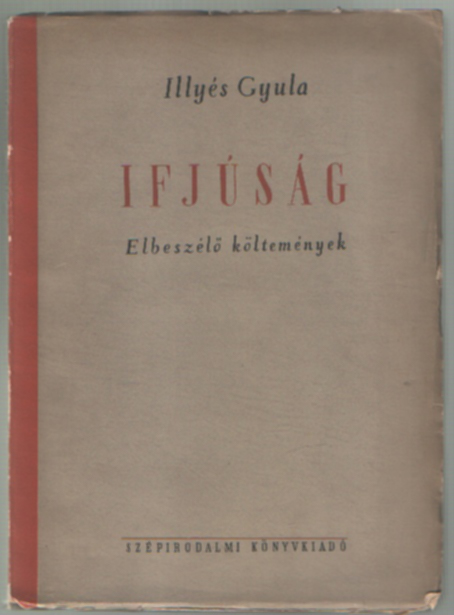 Illyés Gyula
IFJÚSÁG
Elbeszélő költemények
SZÉPIRODALMI KÖNYVKIADÓ